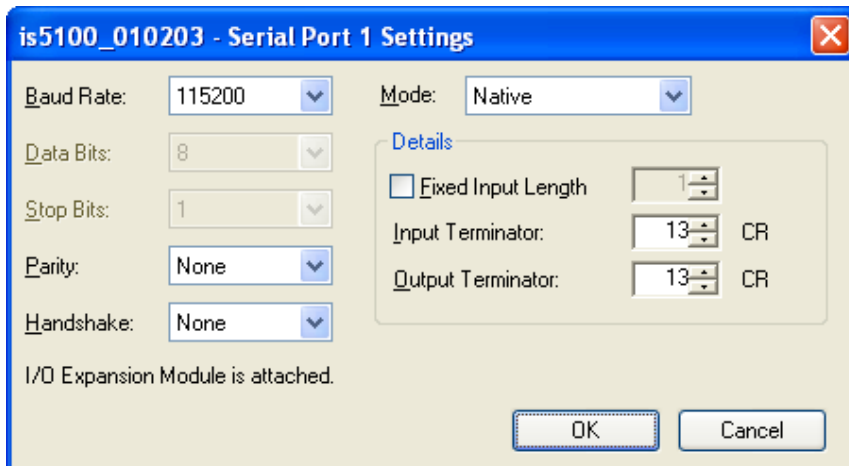 is5100_010203 - Serial Port 1 Settings
Baud Rate: 115200 Mode: Native
Details
Data Bits: 8
Fixed Input Length 1
Stop Bits: 1
Input Terminator: 13 CR
Parity: None
Output Terminator: 13 CR
Handshake: None
I/O Expansion Module is attached.
OK Cancel